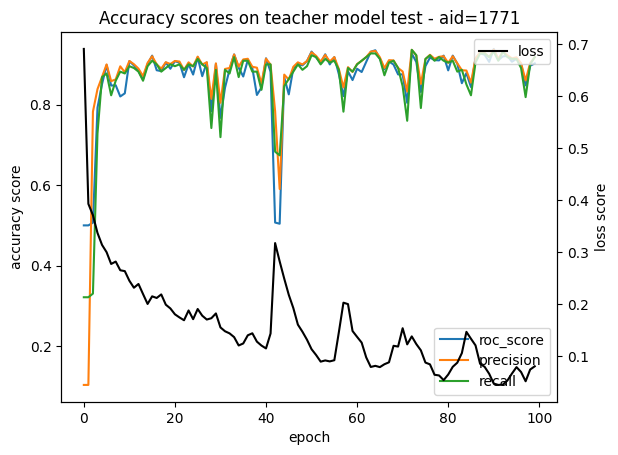 Accuracy scores on teacher model test - aid=1771
loss
0.8
0.6
0.4
0.2
accuracy score
0.7
0.6
0.5
0.4
0.3
0.2
0.1
loss score
roc_score
precision
recall
0
20
40
60
80
100
epoch